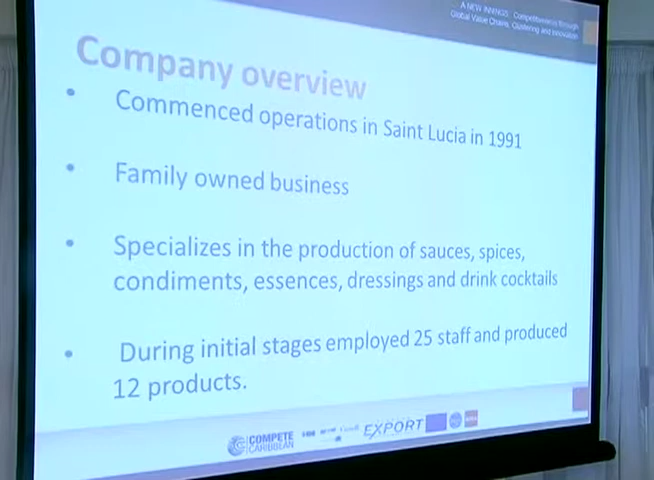 A NEW INNINGS: Competitiveness through
Global Value Chains, Clustering and Innovation
Company overview
• Commenced operations in Saint Lucia in 1991
• Family owned business
• Specializes in the production of sauces, spices,
condiments, essences, dressings and drink cocktails
• During initial stages employed 25 staff and produced
12 products.
COMPETE
CARIBBEAN
EXPORT